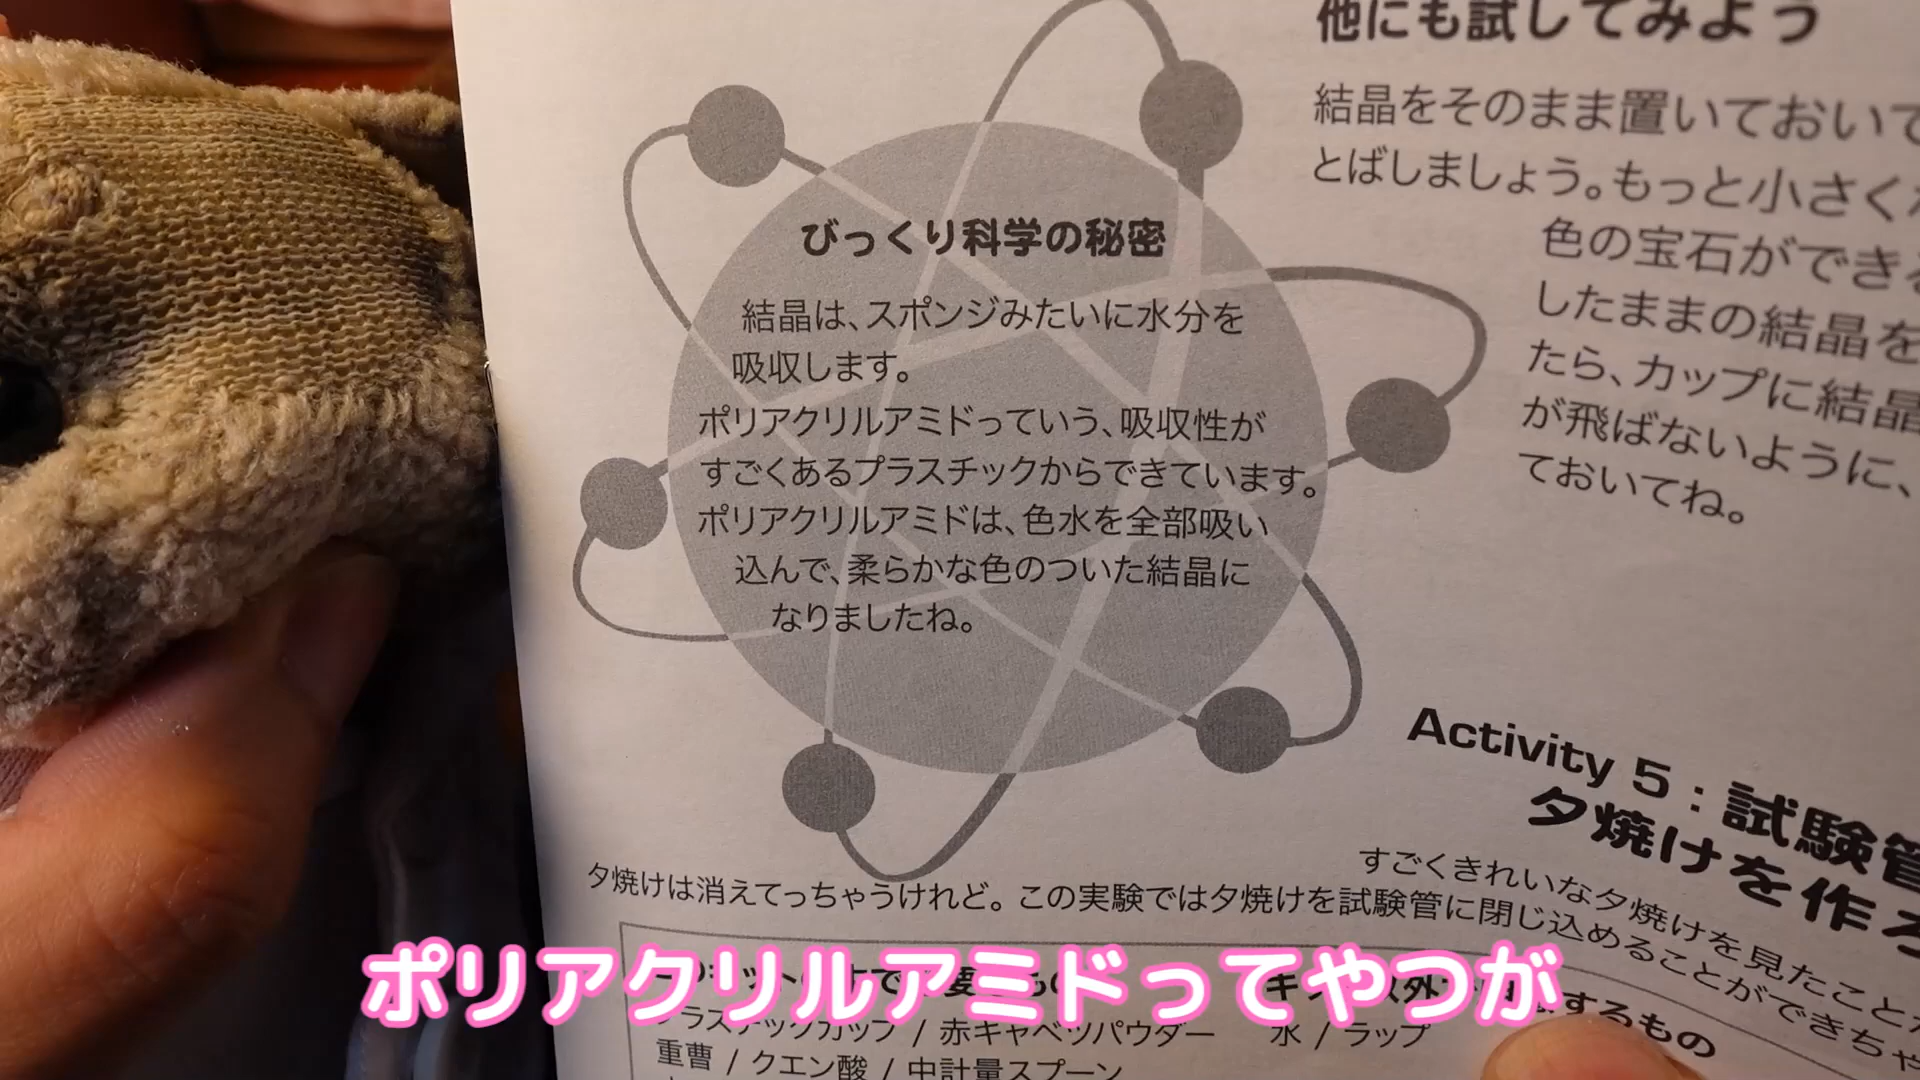 びっくり科学の秘密
結晶は、スポンジみたいに水分を
吸収します。
ポリアクリルアミドっていう、吸収性が
すごくあるプラスチックからできています。
ポリアクリルアミドは、色水を全部吸い
込んで、柔らかな色のついた結晶に
なりましたね。
他にも試してみよう
結晶をそのまま置いておいて
とばしましょう。もっと小さく
色の宝石ができる
したままの結晶を
たら、カップに結晶
が飛ばないように、
ておいてね。
Activity 5 : 試験管
夕焼けを作ろ
すごくきれいな夕焼けを見たこと
夕焼けは消えてっちゃうけれど。この実験では夕焼けを試験管に閉じ込めることができちゃ
するもの
プラスチックカップ / 赤キャベツパウダー
水 / ラップ
重曹 / クエン酸 / 中計量スプーン
ポリアクリルアミドってやつが